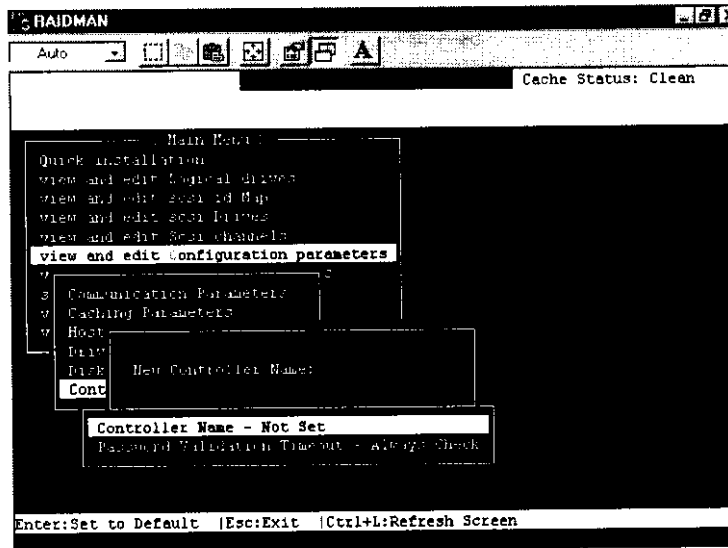 RAIDMAN
Auto
A
Cache Status: Clean
Main Menu
Quick installation
view and edit Logical drives
view and edit scsi id Map
view and edit scsi Drives
view and edit Scsi channels
view and edit Configuration parameters
v
s
s Communication Parameters
v Caching Parameters
v Host
Driv
Disk
New Controller Name:
Cont
Controller Name - Not Set
Password Validation Timeout - Always Check
Enter:Set to Default |Esc:Exit |Ctrl+L:Refresh Screen